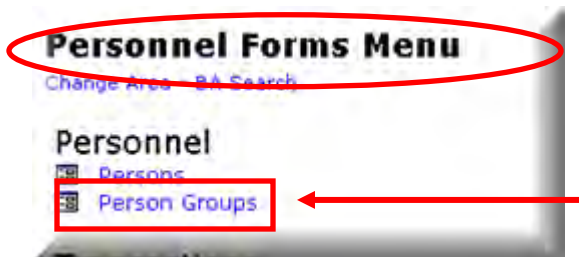 Personnel Forms Menu
Change Area - BA Search
Personnel
Persons
Person Groups